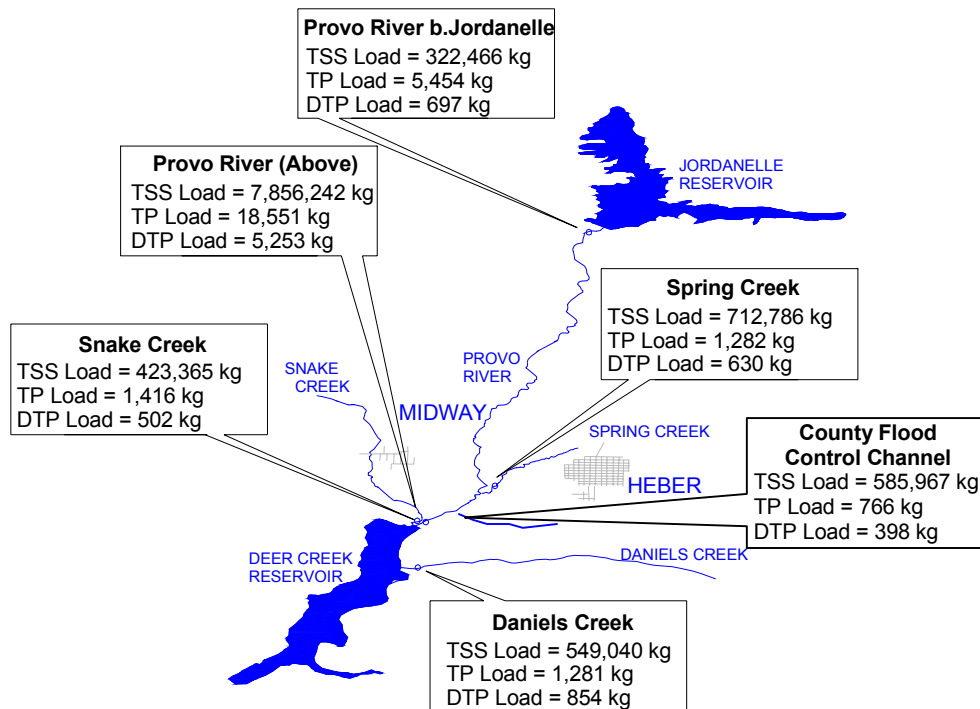 Provo River b.Jordanelle
TSS Load = 322,466 kg
TP Load = 5,454 kg
DTP Load = 697 kg
Provo River (Above)
TSS Load = 7,856,242 kg
TP Load = 18,551 kg
DTP Load = 5,253 kg
JORDANELLE
RESERVOIR
Spring Creek
TSS Load = 712,786 kg
TP Load = 1,282 kg
DTP Load = 630 kg
Snake Creek
TSS Load = 423,365 kg
TP Load = 1,416 kg
DTP Load = 502 kg
SNAKE
CREEK
PROVO
RIVER
MIDWAY
SPRING CREEK
HEBER
County Flood
Control Channel
TSS Load = 585,967 kg
TP Load = 766 kg
DTP Load = 398 kg
DEER CREEK
RESERVOIR
DANIELS CREEK
Daniels Creek
TSS Load = 549,040 kg
TP Load = 1,281 kg
DTP Load = 854 kg